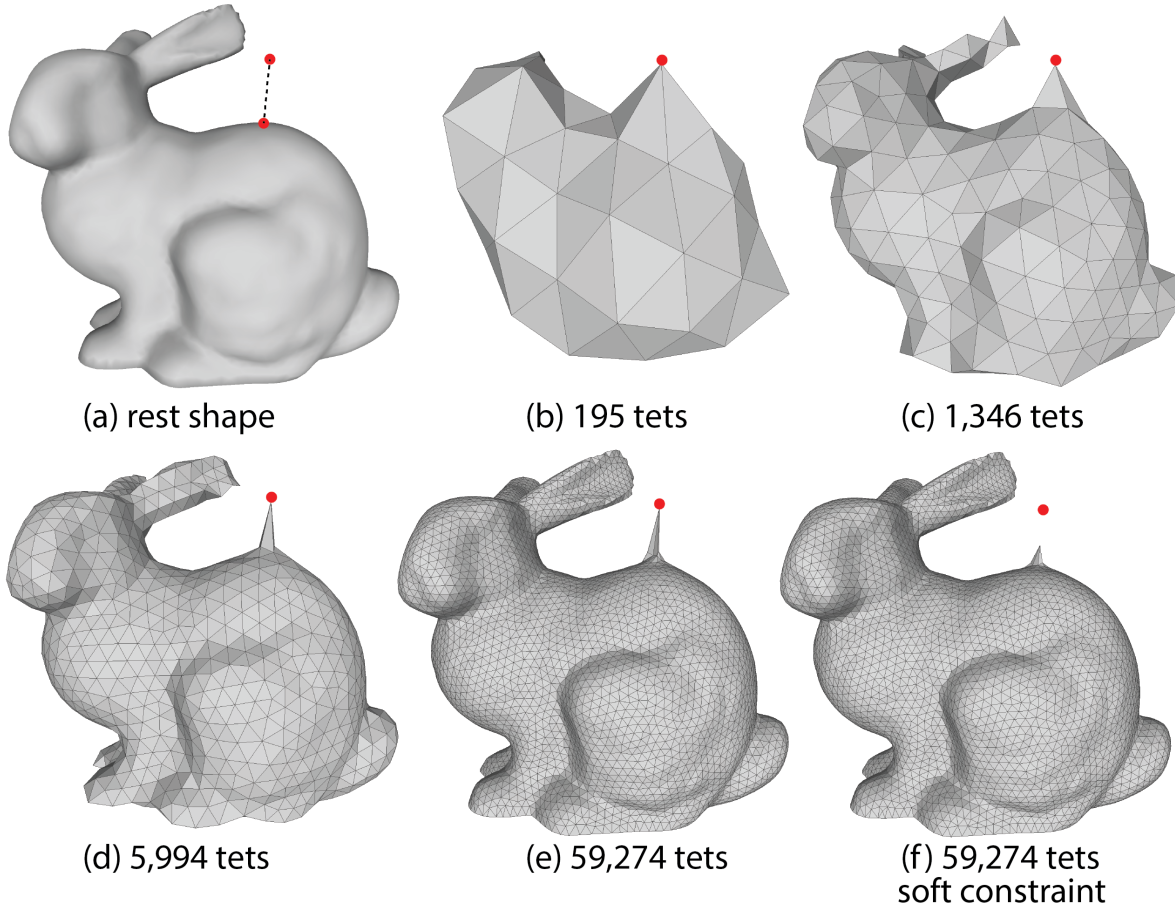 (a) rest shape
(b) 195 tets
(c) 1,346 tets
(d) 5,994 tets
(e) 59,274 tets
(f) 59,274 tets
soft constraint